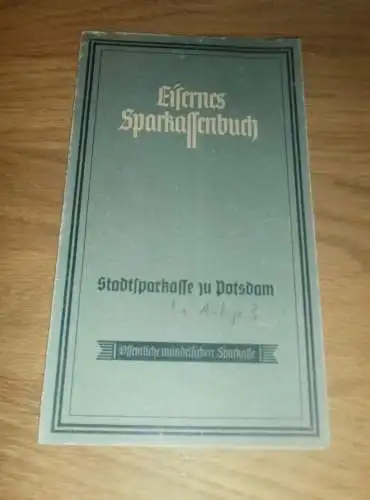 Eisernes
Sparkassenbuch
Stadtsparkasse zu Potsdam
Öffentliche mündelsichere Sparkasse